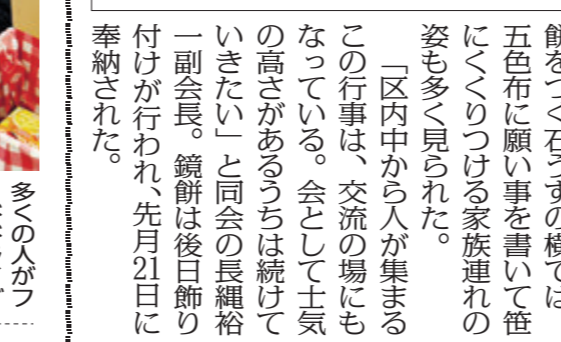 餅をつく石うすの横では
五色布に願い事を書いて笹
にくくりつける家族連れの
姿も多く見られた。
「区内中から人が集まる
この行事は、交流の場にも
なっている。会として士気
の高さがあるうちは続けて
いきたい」と同会の長縄裕
一副会長。鏡餅は後日飾り
付けが行われ、先月21日に
奉納された。
多くの人がフ